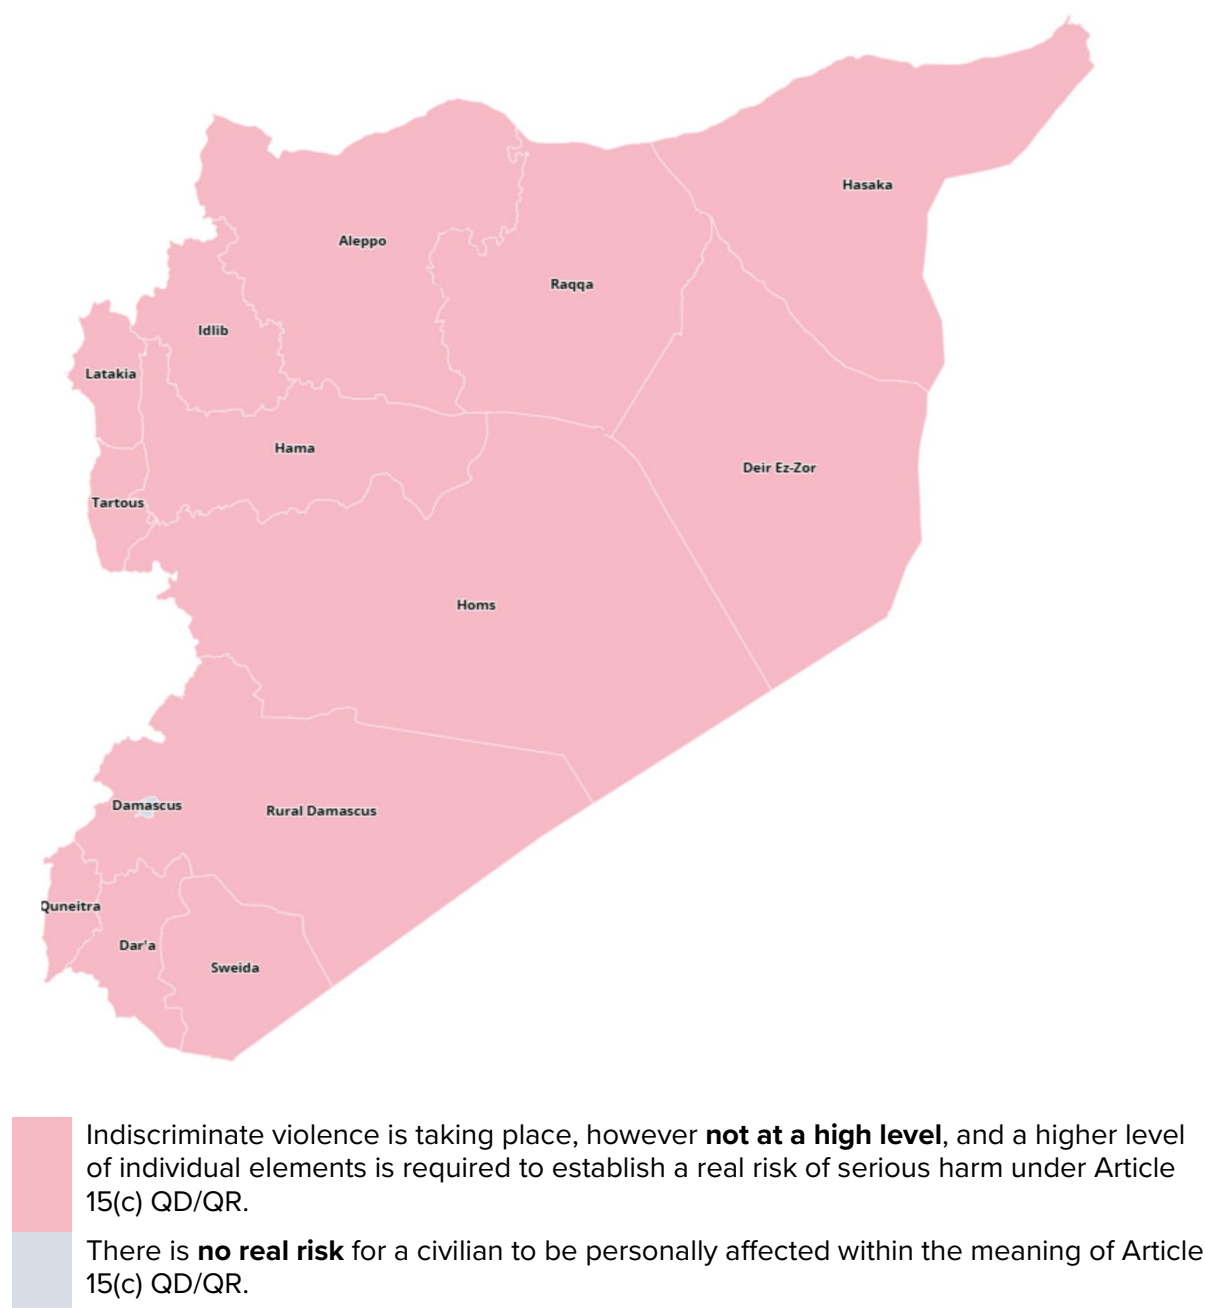 Hasaka
Aleppo
Raqqa
Idlib
Latakia
Hama
Deir Ez-Zor
Tartous
Homs
Damascus
Rural Damascus
Quneitra
Dar'a
Sweida
Indiscriminate violence is taking place, however not at a high level, and a higher level
of individual elements is required to establish a real risk of serious harm under Article
15(c) QD/QR.
There is no real risk for a civilian to be personally affected within the meaning of Article
15(c) QD/QR.